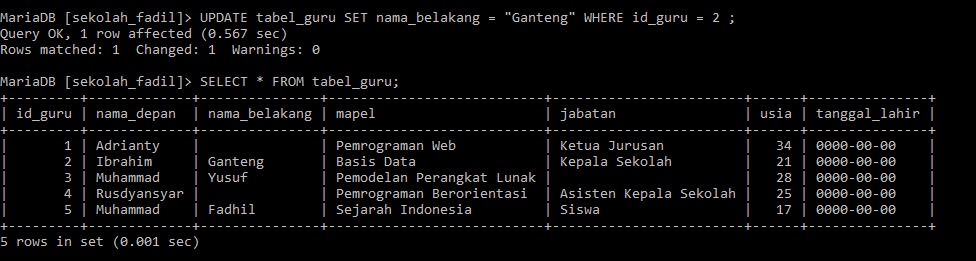 MariaDB [sekolah_fadil]> UPDATE tabel_guru SET nama_belakang = "Ganteng" WHERE id_guru = 2 ;
Query OK, 1 row affected (0.567 sec)
Rows matched: 1  Changed: 1  Warnings: 0

MariaDB [sekolah_fadil]> SELECT * FROM tabel_guru;
+---------+------------+---------------+---------------------------+------------------------+------+---------------+
| id_guru | nama_depan | nama_belakang | mapel                     | jabatan                | usia | tanggal_lahir |
+---------+------------+---------------+---------------------------+------------------------+------+---------------+
|       1 | Adrianty   |               | Pemrograman Web           | Ketua Jurusan          |   34 | 0000-00-00    |
|       2 | Ibrahim    | Ganteng       | Basis Data                | Kepala Sekolah         |   21 | 0000-00-00    |
|       3 | Muhammad   | Yusuf         | Pemodelan Perangkat Lunak |                        |   28 | 0000-00-00    |
|       4 | Rusdyansyar |               | Pemrograman Berorientasi | Asisten Kepala Sekolah |   25 | 0000-00-00    |
|       5 | Muhammad   | Fadhil        | Sejarah Indonesia         | Siswa                  |   17 | 0000-00-00    |
+---------+------------+---------------+---------------------------+------------------------+------+---------------+
5 rows in set (0.001 sec)